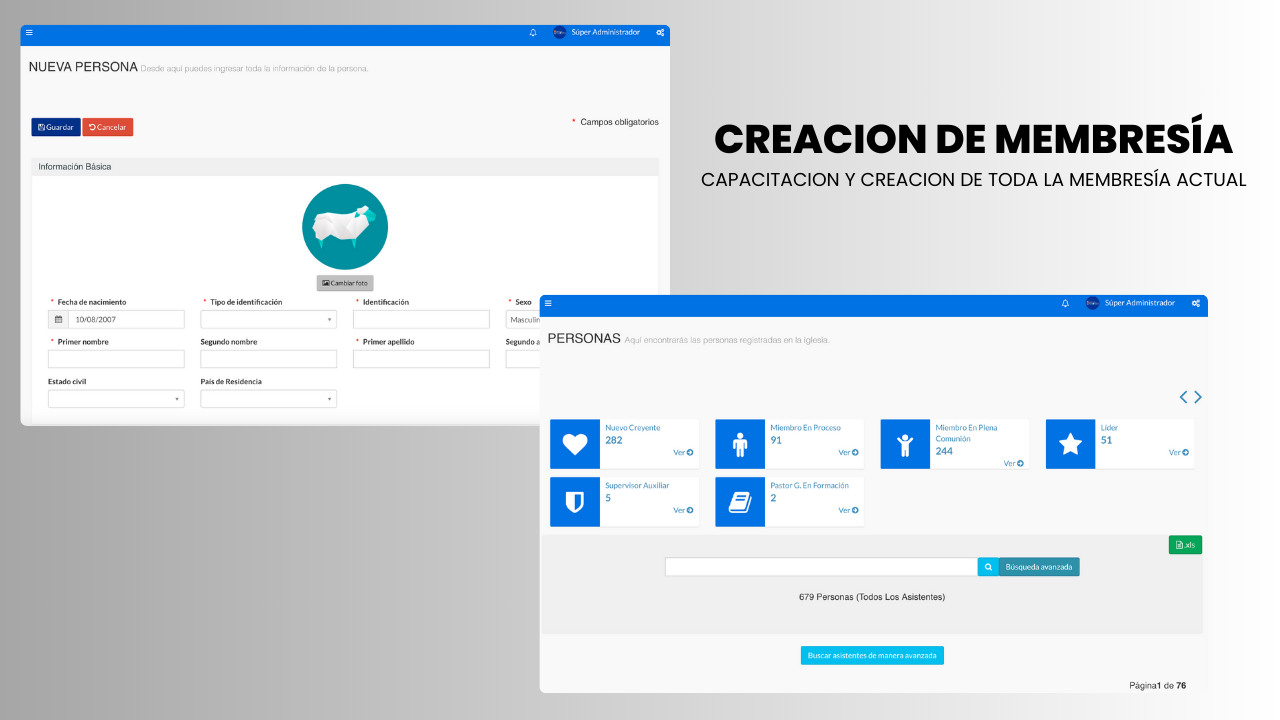 Súper Administrador
NUEVA PERSONA Desde aquí puedes ingresar toda la información de la persona.
Guardar Cancelar
* Campos obligatorios
Información Básica
Cambiar foto
* Fecha de nacimiento * Tipo de identificación * Identificación * Sexo
10/08/2007 Masculin
* Primer nombre Segundo nombre * Primer apellido Segundo a
Estado civil País de Residencia
CREACION DE MEMBRESÍA
CAPACITACION Y CREACION DE TODA LA MEMBRESÍA ACTUAL
Súper Administrador
PERSONAS Aquí encontrarás las personas registradas en la iglesia.
Nuevo Creyente
282
Ver
Miembro En Proceso
91
Ver
Miembro En Plena
Comunión
244
Ver
Líder
51
Ver
Supervisor Auxiliar
5
Ver
Pastor G. En Formación
2
Ver
.xls
Búsqueda avanzada
679 Personas (Todos Los Asistentes)
Buscar asistentes de manera avanzada
Página1 de 76